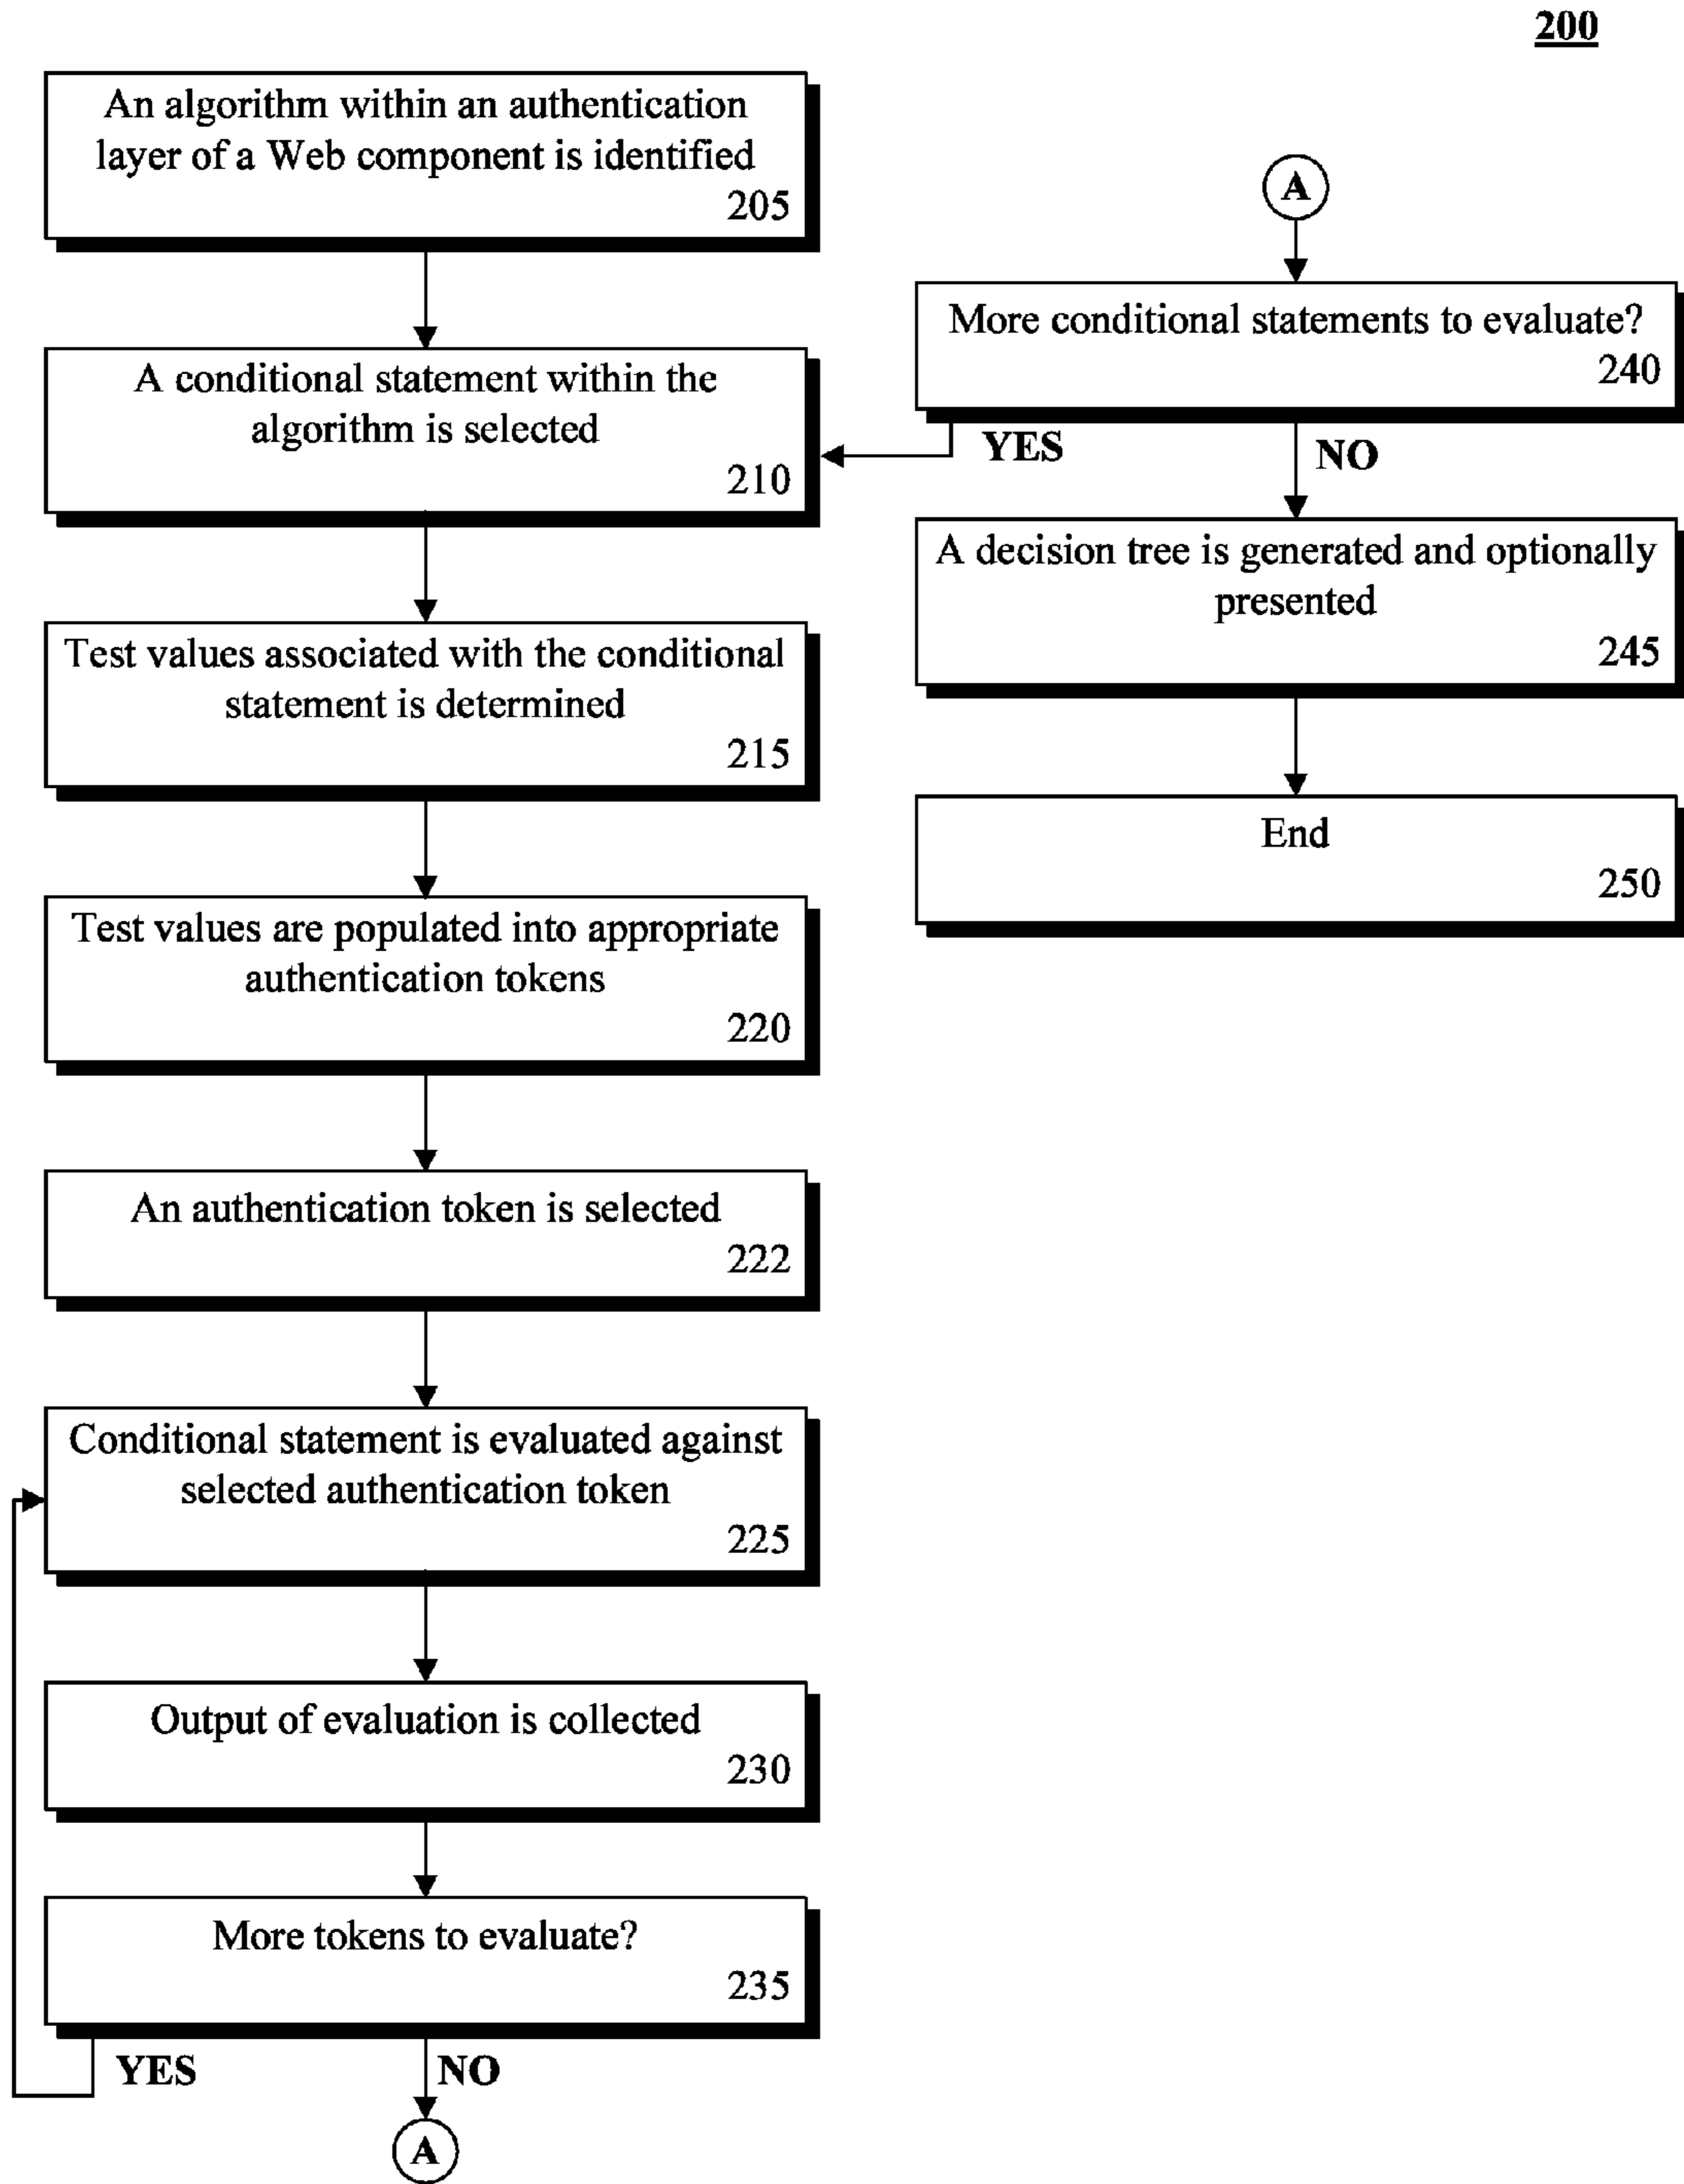 200
An algorithm within an authentication
layer of a Web component is identified
205
A conditional statement within the
algorithm is selected
210
Test values associated with the conditional
statement is determined
215
Test values are populated into appropriate
authentication tokens
220
An authentication token is selected
222
Conditional statement is evaluated against
selected authentication token
225
Output of evaluation is collected
230
More tokens to evaluate?
235
YES
NO
A
A
More conditional statements to evaluate?
240
YES
NO
A decision tree is generated and optionally
presented
245
End
250